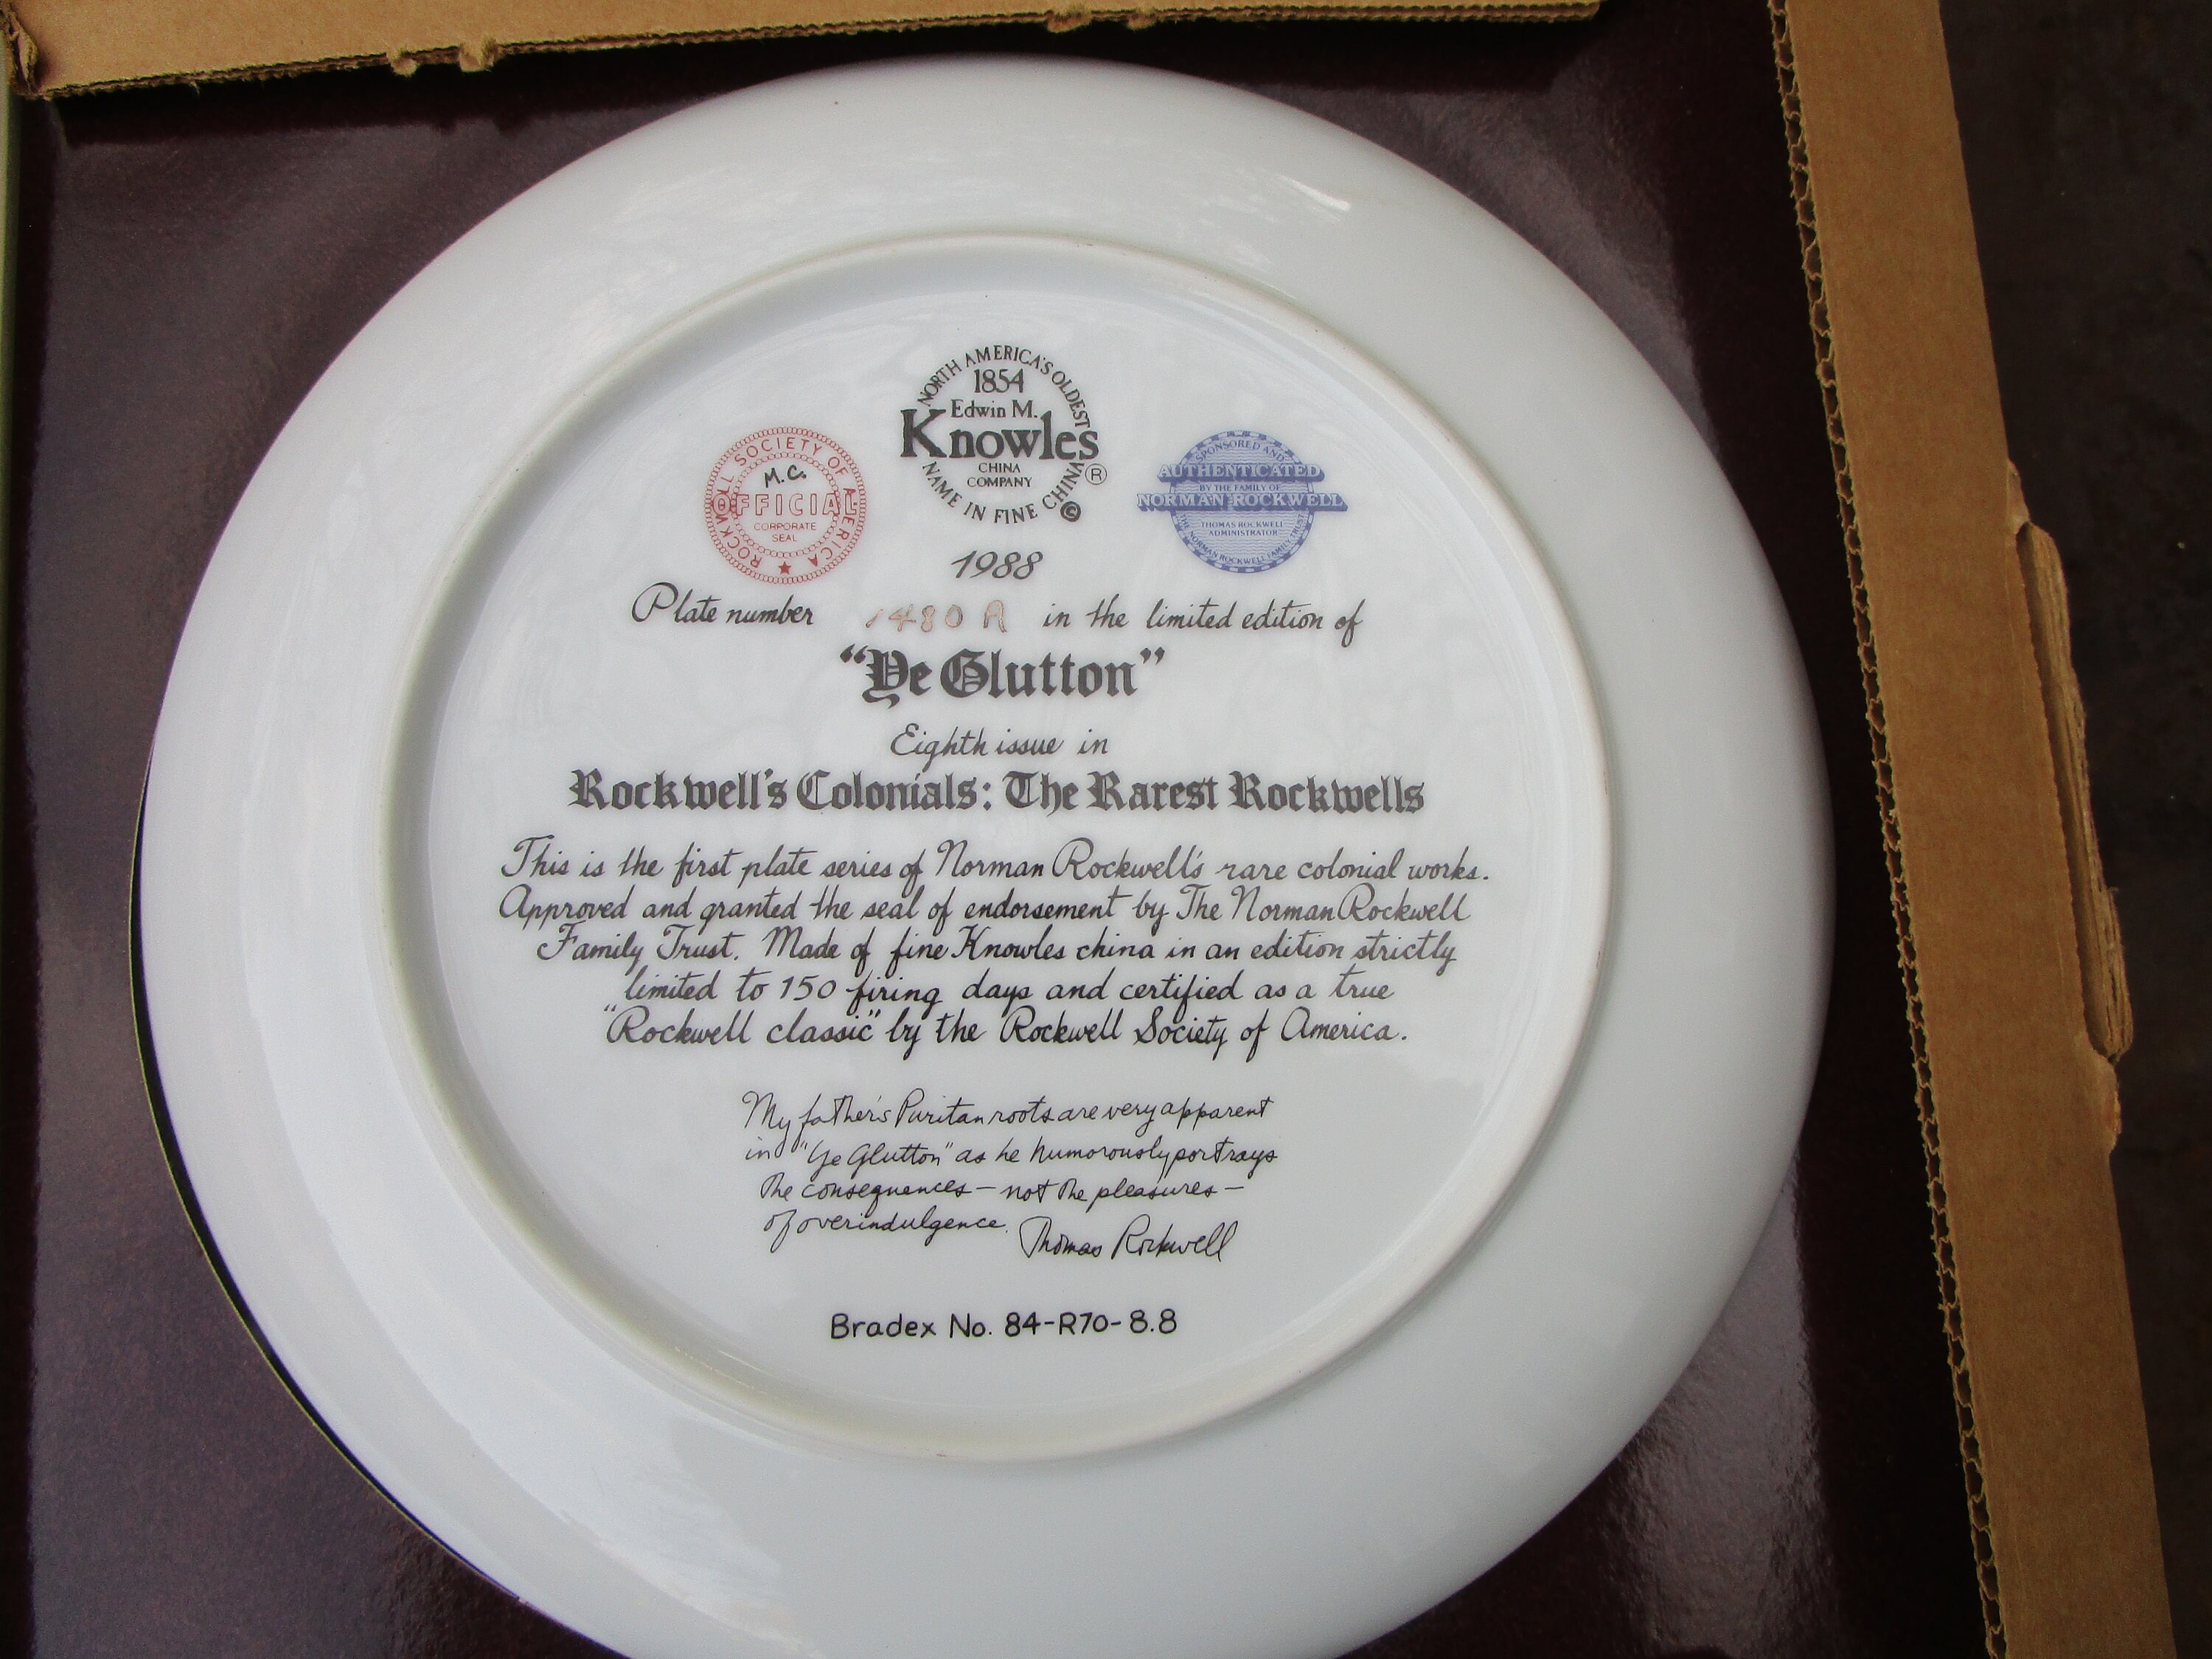 NORTH AMERICA'S OLDEST
1854
Edwin M.
Knowles
CHINA
COMPANY
®
NAME IN FINE CHINA
©
ROCKWELL SOCIETY OF AMERICA
M.C.
OFFICIAL
CORPORATE
SEAL
SPONSORED AND
AUTHENTICATED
BY THE FAMILY OF
NORMAN ROCKWELL
THOMAS ROCKWELL
ADMINISTRATOR
THE NORMAN ROCKWELL FAMILY TRUST
1988
Plate number 1480 A in the limited edition of
"Ye Glutton"
Eighth issue in
Rockwell's Colonials: The Rarest Rockwells
This is the first plate series of Norman Rockwell's rare colonial works.
Approved and granted the seal of endorsement by The Norman Rockwell
Family Trust. Made of fine Knowles china in an edition strictly
limited to 150 firing days and certified as a true
"Rockwell classic" by the Rockwell Society of America.
My father's Puritan roots are very apparent
in "Ye Glutton" as he humorously portrays
the consequences – not the pleasures –
of overindulgence.
Thomas Rockwell
Bradex No. 84-R70-8.8